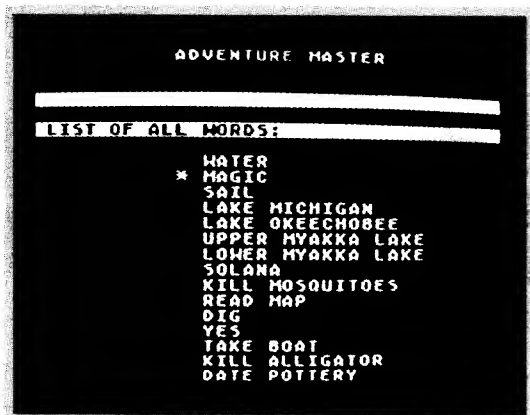 ADVENTURE MASTER
LIST OF ALL WORDS:
WATER
* MAGIC
SAIL
LAKE MICHIGAN
LAKE OKEECHOBEE
UPPER MYAKKA LAKE
LOWER MYAKKA LAKE
SOLANA
KILL MOSQUITOES
READ MAP
DIG
YES
TAKE BOAT
KILL ALLIGATOR
DATE POTTERY